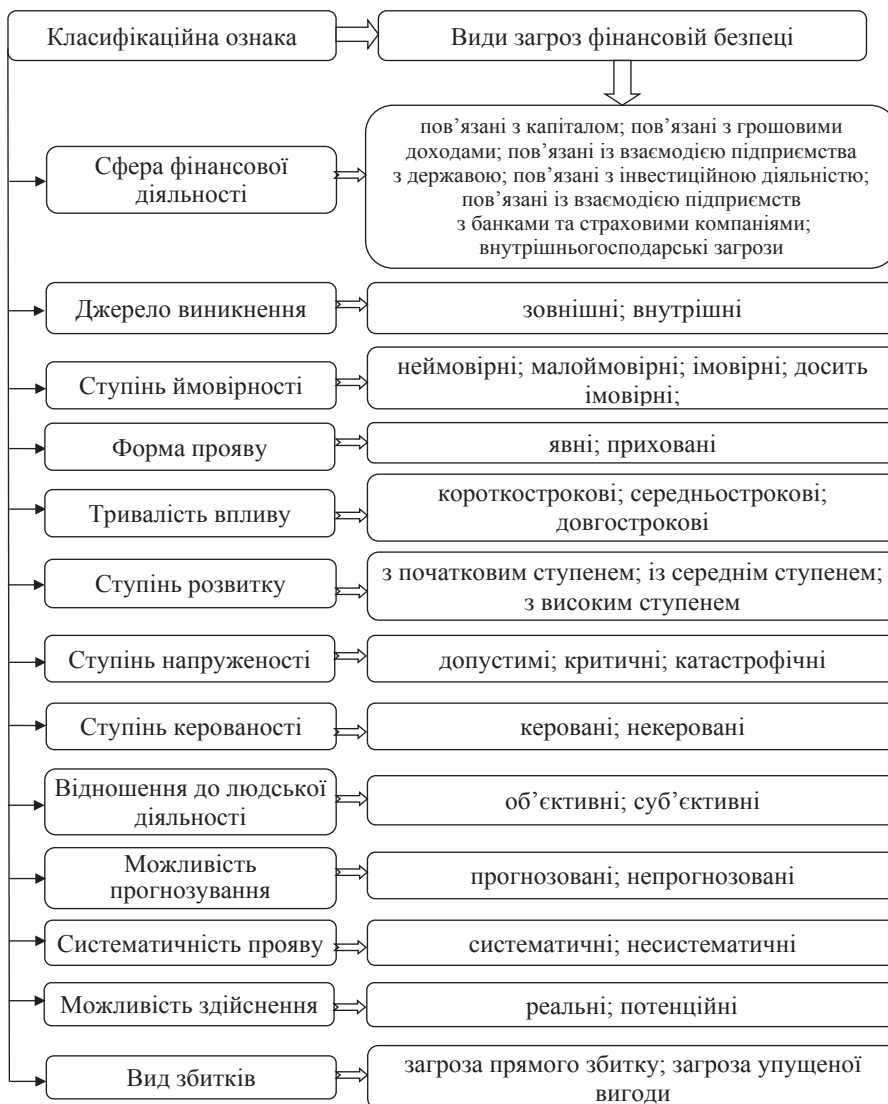 Класифікаційна ознака
Види загроз фінансовій безпеці
Сфера фінансової
діяльності
пов’язані з капіталом; пов’язані з грошовими
доходами; пов’язані із взаємодією підприємства
з державою; пов’язані з інвестиційною діяльністю;
пов’язані із взаємодією підприємств
з банками та страховими компаніями;
внутрішньогосподарські загрози
Джерело виникнення
зовнішні; внутрішні
Ступінь ймовірності
неймовірні; малоймовірні; імовірні; досить
імовірні;
Форма прояву
явні; приховані
Тривалість впливу
короткострокові; середньострокові;
довгострокові
Ступінь розвитку
з початковим ступенем; із середнім ступенем;
з високим ступенем
Ступінь напруженості
допустимі; критичні; катастрофічні
Ступінь керованості
керовані; некеровані
Відношення до людської
діяльності
об’єктивні; суб’єктивні
Можливість
прогнозування
прогнозовані; непрогнозовані
Систематичність прояву
систематичні; несистематичні
Можливість здійснення
реальні; потенційні
Вид збитків
загроза прямого збитку; загроза упущеної
вигоди